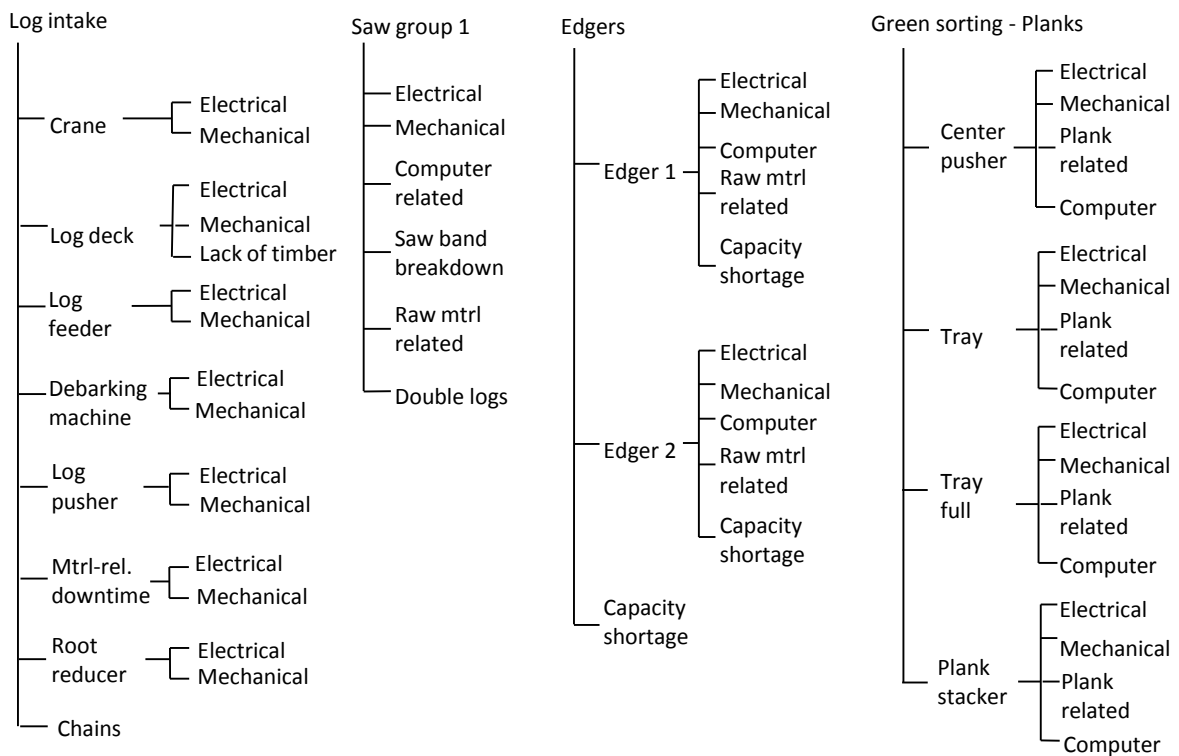 Log intake
Crane
Electrical
Mechanical
Log deck
Electrical
Mechanical
Lack of timber
Log
feeder
Electrical
Mechanical
Debarking
machine
Electrical
Mechanical
Log
pusher
Electrical
Mechanical
Mtrl-rel.
downtime
Electrical
Mechanical
Root
reducer
Electrical
Mechanical
Chains
Saw group 1
Electrical
Mechanical
Computer
related
Saw band
breakdown
Raw mtrl
related
Double logs
Edgers
Edger 1
Electrical
Mechanical
Computer
Raw mtrl
related
Capacity
shortage
Edger 2
Electrical
Mechanical
Computer
Raw mtrl
related
Capacity
shortage
Capacity
shortage
Green sorting - Planks
Center
pusher
Electrical
Mechanical
Plank
related
Computer
Tray
Electrical
Mechanical
Plank
related
Computer
Tray
full
Electrical
Mechanical
Plank
related
Computer
Plank
stacker
Electrical
Mechanical
Plank
related
Computer